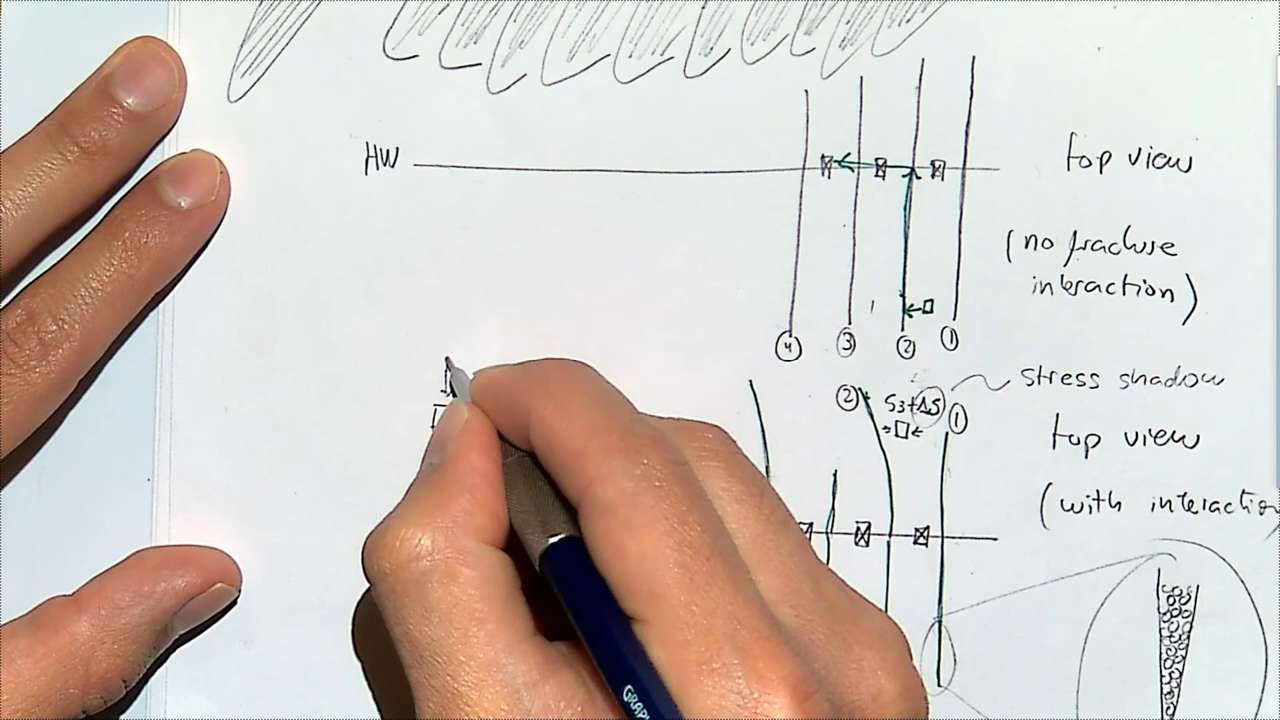 HW
top view
(no fracture
interaction)
4
3
2
1
stress shadow
2
S3+ΔS
1
top view
(with interaction
GRAPH